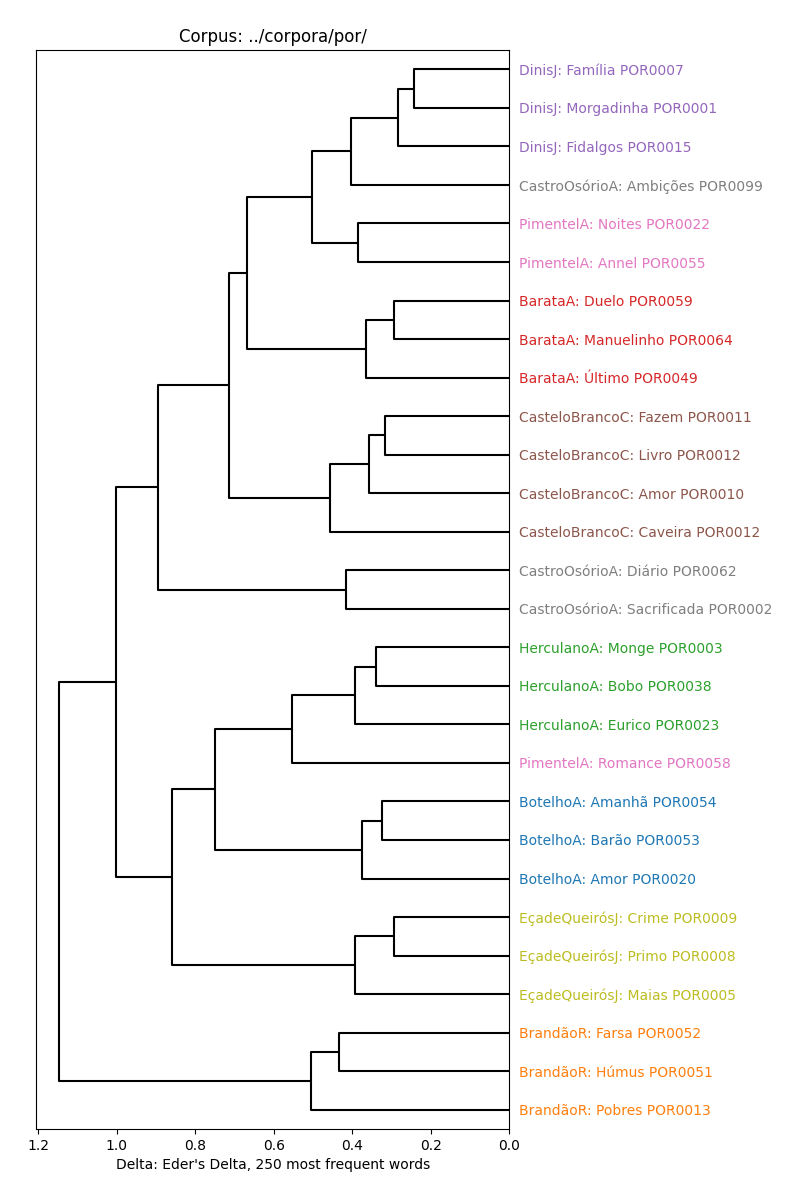 Corpus: ../corpora/por/
DinisJ: Família POR0007
DinisJ: Morgadinha POR0001
DinisJ: Fidalgos POR0015
CastroOsórioA: Ambições POR0099
PimentelA: Noites POR0022
PimentelA: Annel POR0055
BarataA: Duelo POR0059
BarataA: Manuelinho POR0064
BarataA: Último POR0049
CasteloBrancoC: Fazem POR0011
CasteloBrancoC: Livro POR0012
CasteloBrancoC: Amor POR0010
CasteloBrancoC: Caveira POR0012
CastroOsórioA: Diário POR0062
CastroOsórioA: Sacrificada POR0002
HerculanoA: Monge POR0003
HerculanoA: Bobo POR0038
HerculanoA: Eurico POR0023
PimentelA: Romance POR0058
BotelhoA: Amanhã POR0054
BotelhoA: Barão POR0053
BotelhoA: Amor POR0020
EçadeQueirósJ: Crime POR0009
EçadeQueirósJ: Primo POR0008
EçadeQueirósJ: Maias POR0005
BrandãoR: Farsa POR0052
BrandãoR: Húmus POR0051
BrandãoR: Pobres POR0013
1.2 1.0 0.8 0.6 0.4 0.2 0.0
Delta: Eder's Delta, 250 most frequent words